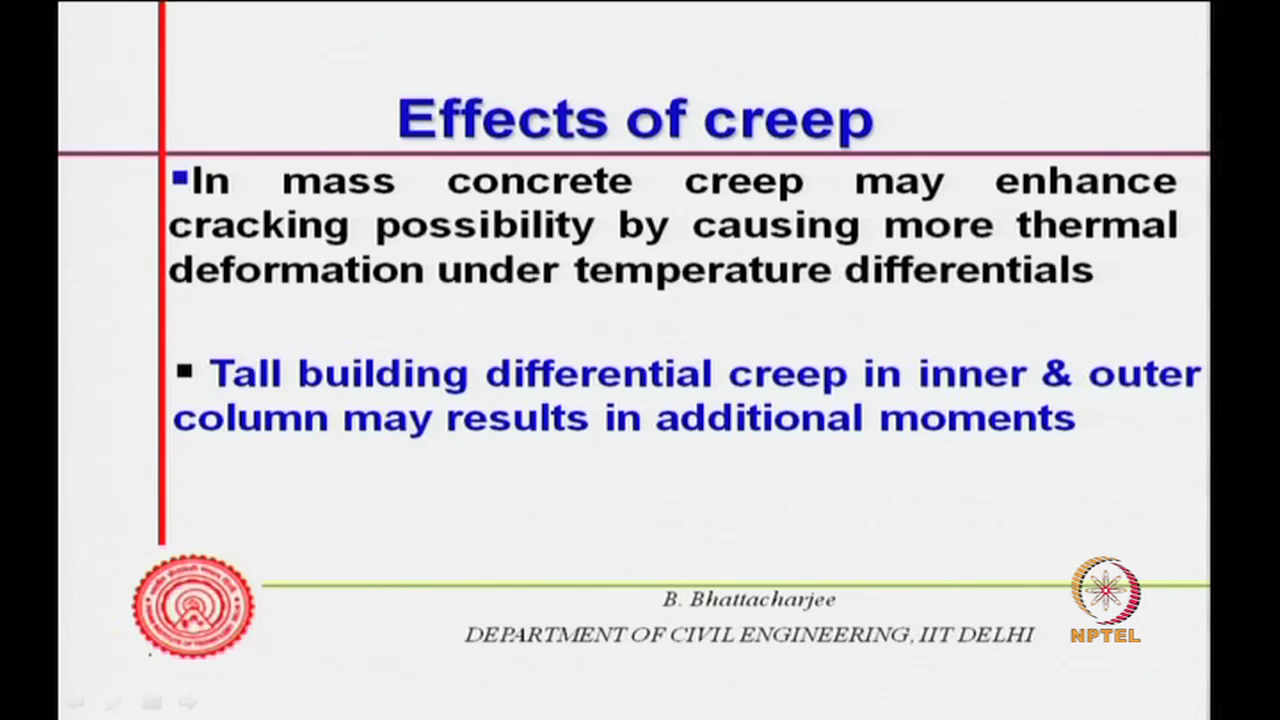 Effects of creep
▪In mass concrete creep may enhance
cracking possibility by causing more thermal
deformation under temperature differentials
▪ Tall building differential creep in inner & outer
column may results in additional moments
B. Bhattacharjee
DEPARTMENT OF CIVIL ENGINEERING, IIT DELHI
NPTEL